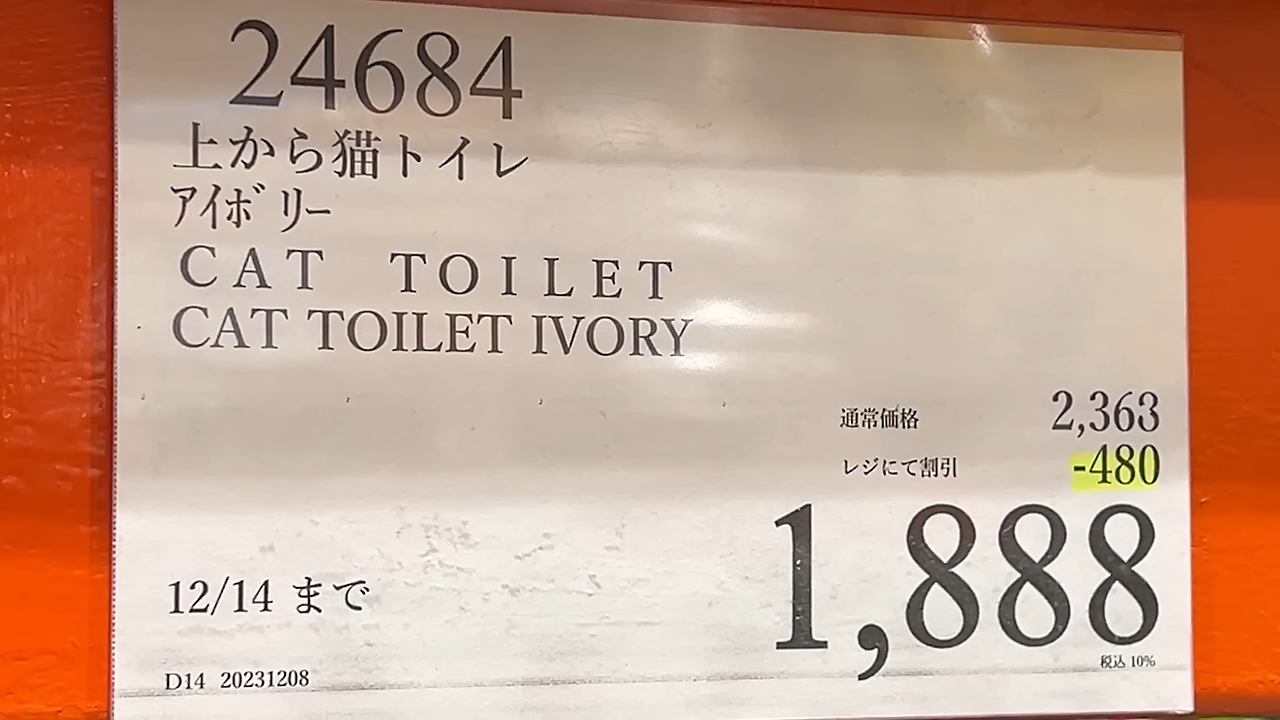 24684
上から猫トイレ
ｱｲﾎﾞﾘｰ
ＣＡＴ　ＴＯＩＬＥＴ
CAT TOILET IVORY
通常価格 2,368
レジにて割引 -480
1,888
税込 10%
12/14 まで
D14 20231208